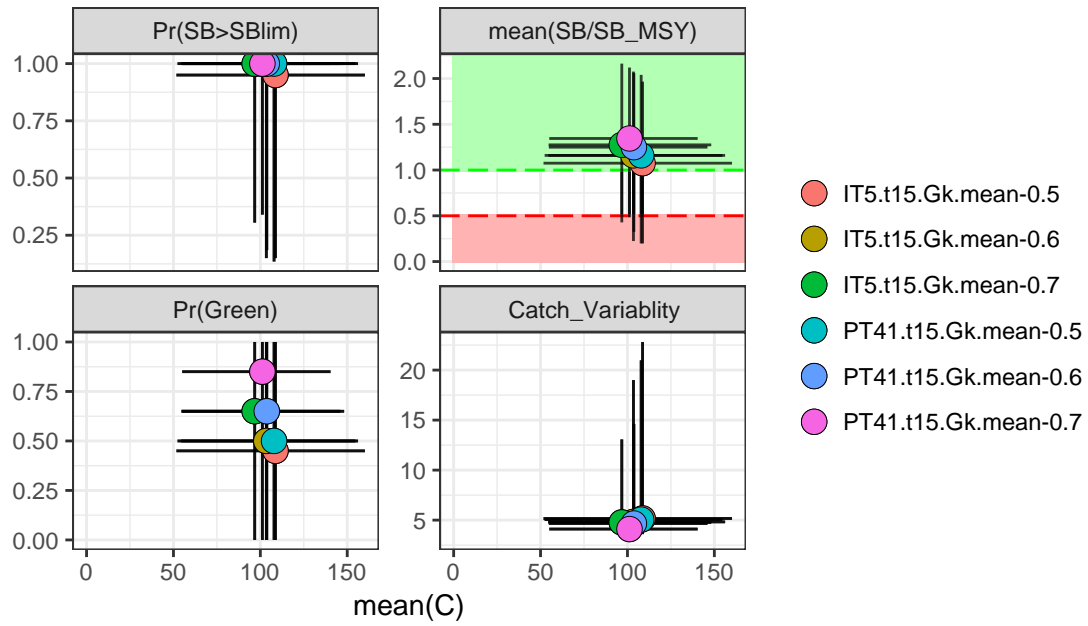 Pr(SB>SBlim)
mean(SB/SB_MSY)
1.00
0.75
0.50
0.25
2.0
1.5
1.0
0.5
0.0
Pr(Green)
Catch_Variablity
1.00
0.75
0.50
0.25
0.00
20
15
10
5
0 50 100 150
0 50 100 150
mean(C)
IT5.t15.Gk.mean-0.5
IT5.t15.Gk.mean-0.6
IT5.t15.Gk.mean-0.7
PT41.t15.Gk.mean-0.5
PT41.t15.Gk.mean-0.6
PT41.t15.Gk.mean-0.7